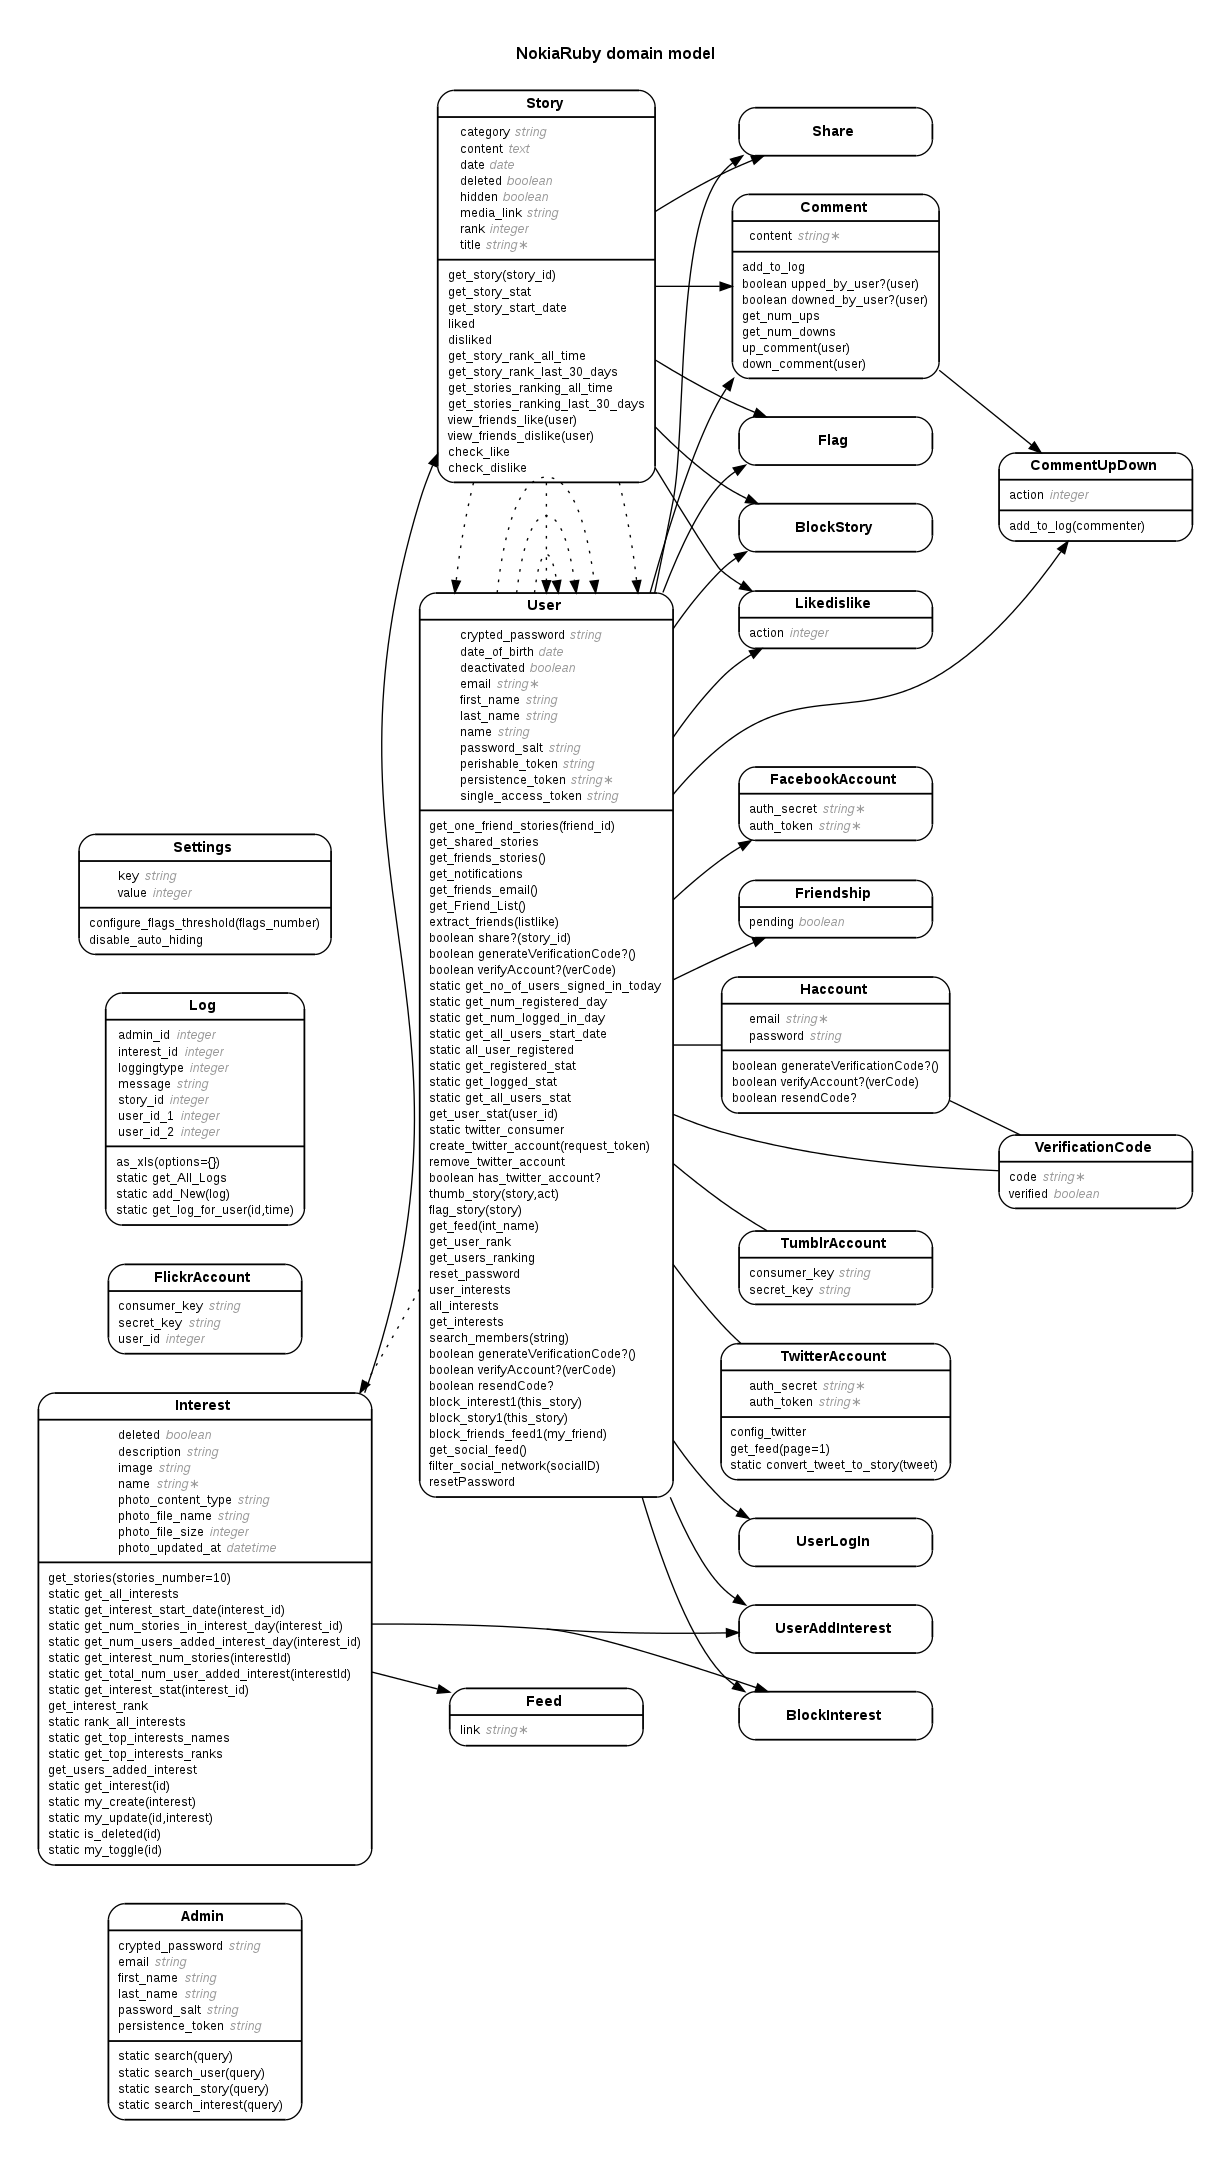 NokiaRuby domain model
Story
category string
content text
date date
deleted boolean
hidden boolean
media_link string
rank integer
title string∗
get_story(story_id)
get_story_stat
get_story_start_date
liked
disliked
get_story_rank_all_time
get_story_rank_last_30_days
get_stories_ranking_all_time
get_stories_ranking_last_30_days
view_friends_like(user)
view_friends_dislike(user)
check_like
check_dislike
Share
Comment
content string∗
add_to_log
boolean upped_by_user?(user)
boolean downed_by_user?(user)
get_num_ups
get_num_downs
up_comment(user)
down_comment(user)
Flag
CommentUpDown
action integer
add_to_log(commenter)
BlockStory
Likedislike
action integer
User
crypted_password string
date_of_birth date
deactivated boolean
email string∗
first_name string
last_name string
name string
password_salt string
perishable_token string
persistence_token string∗
single_access_token string
get_one_friend_stories(friend_id)
get_shared_stories
get_friends_stories()
get_notifications
get_friends_email()
get_Friend_List()
extract_friends(listlike)
boolean share?(story_id)
boolean generateVerificationCode?()
boolean verifyAccount?(verCode)
static get_no_of_users_signed_in_today
static get_num_registered_day
static get_num_logged_in_day
static get_all_users_start_date
static all_user_registered
static get_registered_stat
static get_logged_stat
static get_all_users_stat
get_user_stat(user_id)
static twitter_consumer
create_twitter_account(request_token)
remove_twitter_account
boolean has_twitter_account?
thumb_story(story,act)
flag_story(story)
get_feed(int_name)
get_user_rank
get_users_ranking
reset_password
user_interests
all_interests
get_interests
search_members(string)
boolean generateVerificationCode?()
boolean verifyAccount?(verCode)
boolean resendCode?
block_interest1(this_story)
block_story1(this_story)
block_friends_feed1(my_friend)
get_social_feed()
filter_social_network(socialID)
resetPassword
FacebookAccount
auth_secret string∗
auth_token string∗
Friendship
pending boolean
Haccount
email string∗
password string
boolean generateVerificationCode?()
boolean verifyAccount?(verCode)
boolean resendCode?
VerificationCode
code string∗
verified boolean
TumblrAccount
consumer_key string
secret_key string
TwitterAccount
auth_secret string∗
auth_token string∗
config_twitter
get_feed(page=1)
static convert_tweet_to_story(tweet)
UserLogIn
UserAddInterest
BlockInterest
Feed
link string∗
Settings
key string
value integer
configure_flags_threshold(flags_number)
disable_auto_hiding
Log
admin_id integer
interest_id integer
loggingtype integer
message string
story_id integer
user_id_1 integer
user_id_2 integer
as_xls(options={})
static get_All_Logs
static add_New(log)
static get_log_for_user(id,time)
FlickrAccount
consumer_key string
secret_key string
user_id integer
Interest
deleted boolean
description string
image string
name string∗
photo_content_type string
photo_file_name string
photo_file_size integer
photo_updated_at datetime
get_stories(stories_number=10)
static get_all_interests
static get_interest_start_date(interest_id)
static get_num_stories_in_interest_day(interest_id)
static get_num_users_added_interest_day(interest_id)
static get_interest_num_stories(interestId)
static get_total_num_user_added_interest(interestId)
static get_interest_stat(interest_id)
get_interest_rank
static rank_all_interests
static get_top_interests_names
static get_top_interests_ranks
get_users_added_interest
static get_interest(id)
static my_create(interest)
static my_update(id,interest)
static is_deleted(id)
static my_toggle(id)
Admin
crypted_password string
email string
first_name string
last_name string
password_salt string
persistence_token string
static search(query)
static search_user(query)
static search_story(query)
static search_interest(query)